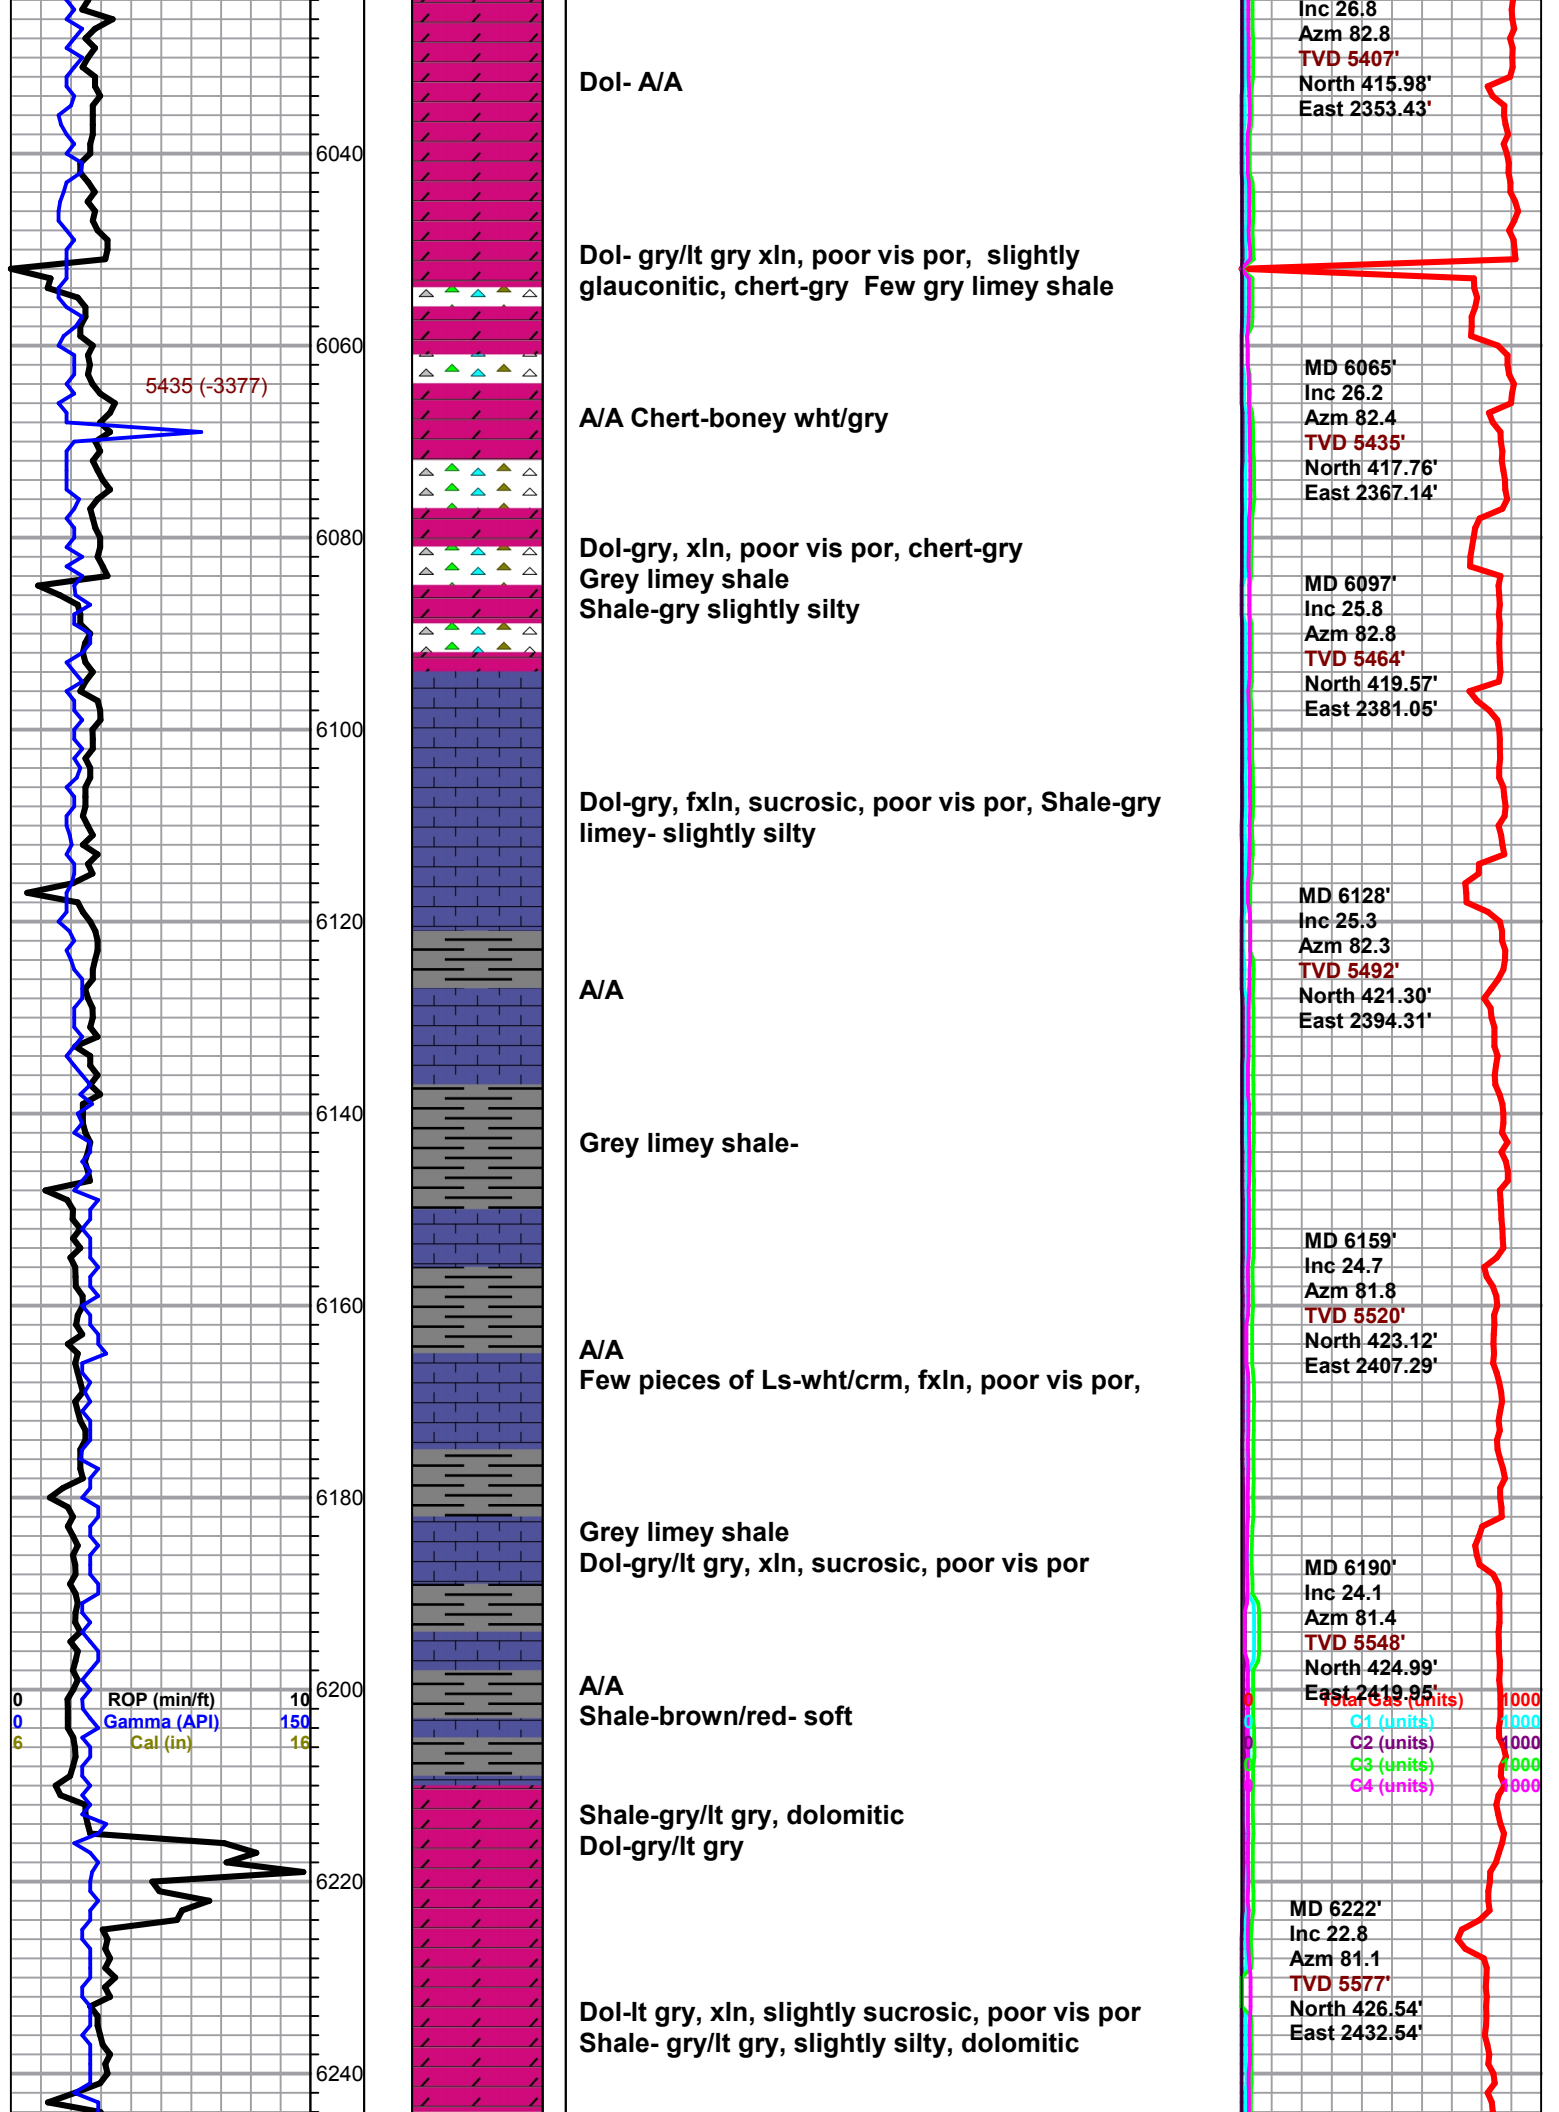 Inc 26.8
Azm 82.8
TVD 5407'
North 415.98'
East 2353.43'
Dol- A/A
6040
Dol- gry/lt gry xln, poor vis por, slightly
glauconitic, chert-gry Few gry limey shale
6060
MD 6065'
Inc 26.2
Azm 82.4
TVD 5435'
North 417.76'
East 2367.14'
5435 (-3377)
A/A Chert-boney wht/gry
6080
Dol-gry, xln, poor vis por, chert-gry
Grey limey shale
Shale-gry slightly silty
MD 6097'
Inc 25.8
Azm 82.8
TVD 5464'
North 419.57'
East 2381.05'
6100
Dol-gry, fxln, sucrosic, poor vis por, Shale-gry
limey- slightly silty
MD 6128'
Inc 25.3
Azm 82.3
TVD 5492'
North 421.30'
East 2394.31'
6120
A/A
6140
Grey limey shale-
MD 6159'
Inc 24.7
Azm 81.8
TVD 5520'
North 423.12'
East 2407.29'
6160
A/A
Few pieces of Ls-wht/crm, fxln, poor vis por,
6180
Grey limey shale
Dol-gry/lt gry, xln, sucrosic, poor vis por
MD 6190'
Inc 24.1
Azm 81.4
TVD 5548'
North 424.99'
East 2419.95'
6200
A/A
Shale-brown/red- soft
0 ROP (min/ft) 10
0 Gamma (API) 150
6 Cal (in) 16
0 Total Gas (units) 1000
0 C1 (units) 1000
0 C2 (units) 1000
0 C3 (units) 1000
0 C4 (units) 1000
Shale-gry/lt gry, dolomitic
Dol-gry/lt gry
6220
MD 6222'
Inc 22.8
Azm 81.1
TVD 5577'
North 426.54'
East 2432.54'
Dol-lt gry, xln, slightly sucrosic, poor vis por
Shale- gry/lt gry, slightly silty, dolomitic
6240